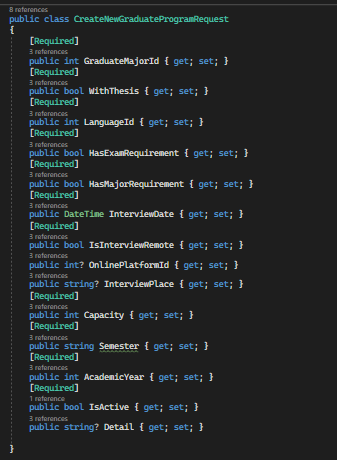 8 references
public class CreateNewGraduateProgramRequest
{
[Required]
3 references
public int GraduateMajorId { get; set; }
[Required]
3 references
public bool WithThesis { get; set; }
[Required]
3 references
public int LanguageId { get; set; }
[Required]
3 references
public bool HasExamRequirement { get; set; }
[Required]
3 references
public bool HasMajorRequirement { get; set; }
[Required]
3 references
public DateTime InterviewDate { get; set; }
[Required]
3 references
public bool IsInterviewRemote { get; set; }
3 references
public int? OnlinePlatformId { get; set; }
3 references
public string? InterviewPlace { get; set; }
[Required]
3 references
public int Capacity { get; set; }
[Required]
3 references
public string Semester { get; set; }
[Required]
3 references
public int AcademicYear { get; set; }
[Required]
1 reference
public bool IsActive { get; set; }
3 references
public string? Detail { get; set; }
}